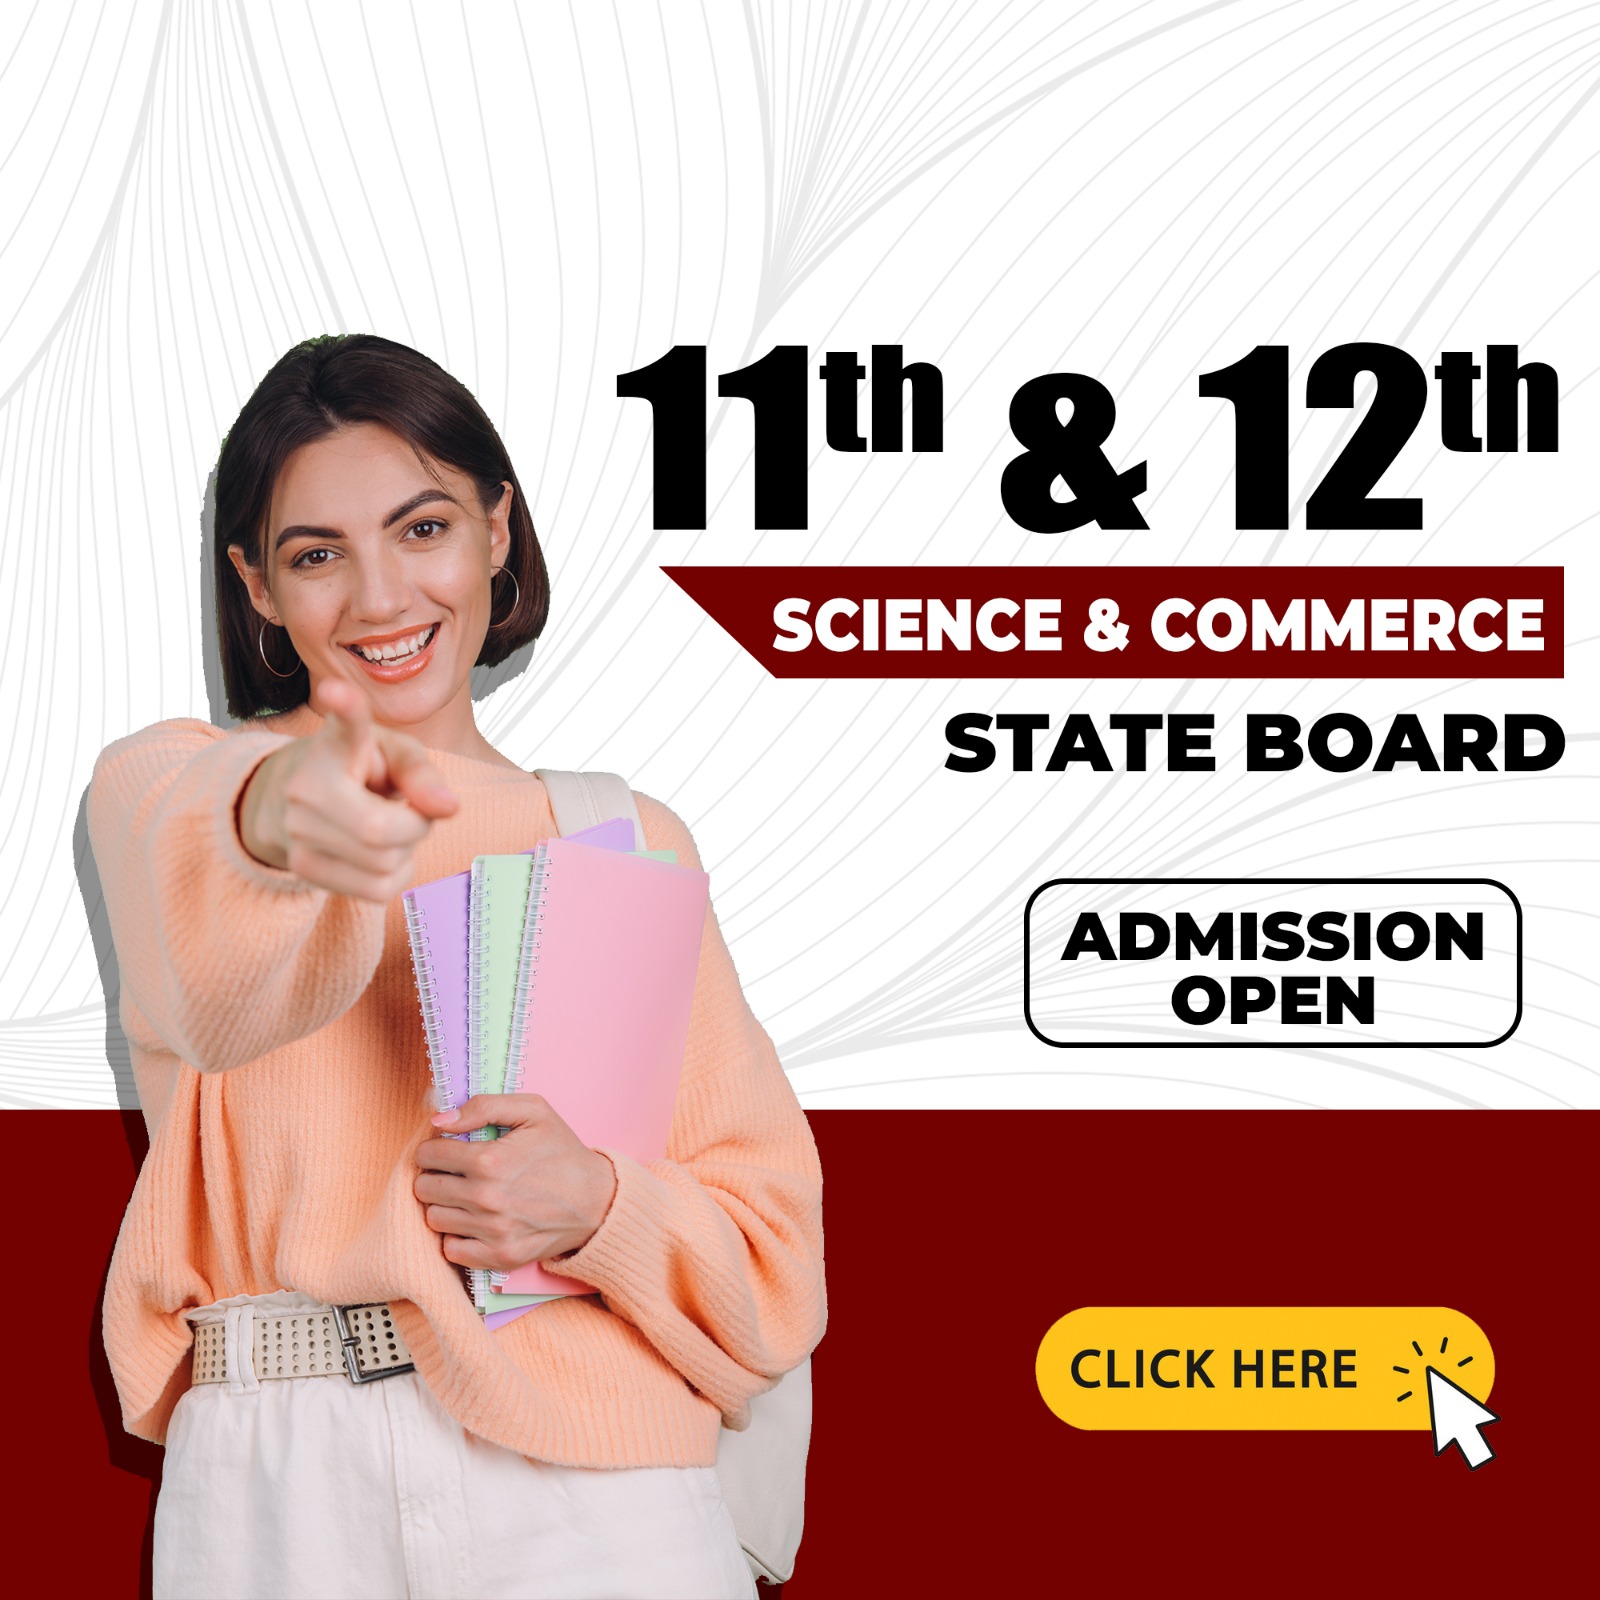 11th & 12th
SCIENCE & COMMERCE
STATE BOARD
ADMISSION
OPEN
CLICK HERE